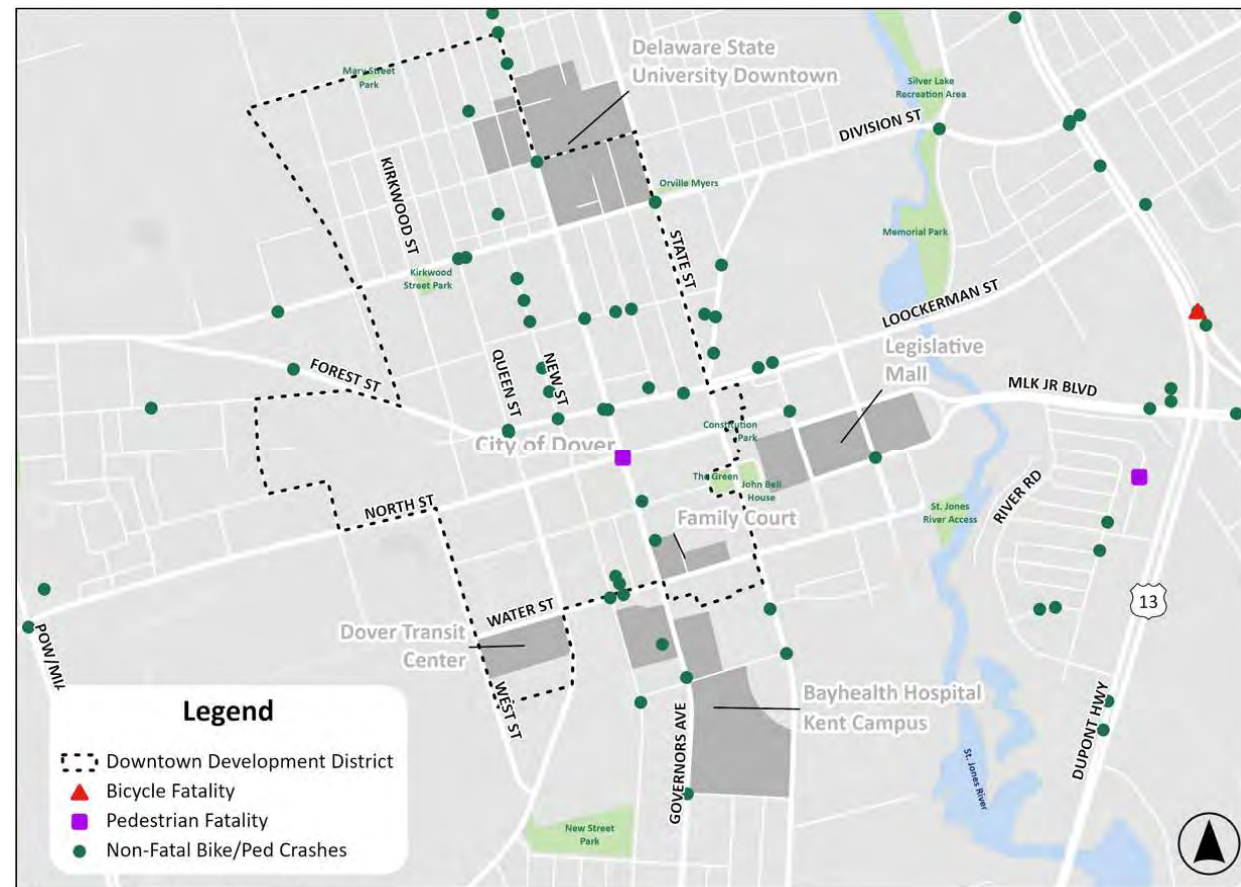 Delaware State
University Downtown
Mary Street
Park
Silver Lake
Recreation Area
DIVISION ST
KIRKWOOD ST
Orville Myers
STATE ST
Memorial Park
Kirkwood
Street Park
LOOCKERMAN ST
Legislative
Mall
FOREST ST
QUEEN ST
NEW ST
MLK JR BLVD
Constitution
Park
City of Dover
The Green
John Bell
House
NORTH ST
RIVER RD
St. Jones
River Access
Family Court
13
WATER ST
Dover Transit
Center
POW/MIA
WEST ST
Bayhealth Hospital
Kent Campus
GOVERNORS AVE
DUPONT HWY
St. Jones River
New Street
Park
Legend
Downtown Development District
Bicycle Fatality
Pedestrian Fatality
Non-Fatal Bike/Ped Crashes